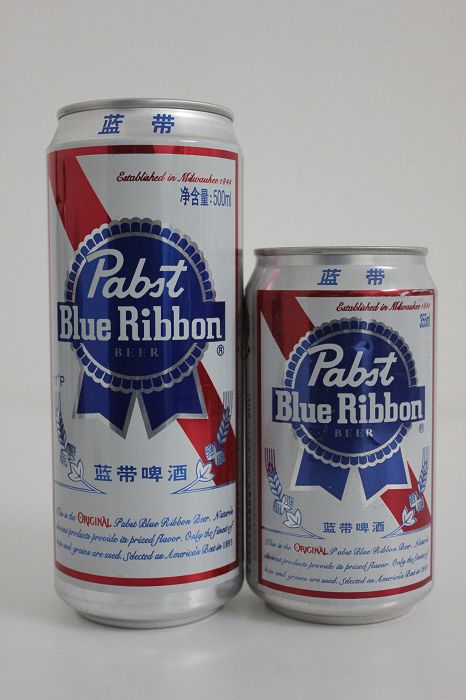 蓝带
Established in Milwaukee 1844
净含量:500ml
Pabst
Blue Ribbon
BEER
®
°P
蓝带啤酒
This is the ORIGINAL Pabst Blue Ribbon Beer. Nature's
choicest products provide its prized flavor. Only the finest of
hops and grains are used. Selected as America's Best in 1893.
蓝带
Established in Milwaukee 1844
355ml
Pabst
Blue Ribbon
BEER
®
蓝带啤酒
This is the ORIGINAL Pabst Blue Ribbon Beer. Nature's
choicest products provide its prized flavor. Only the finest of
hops and grains are used. Selected as America's Best in 1893.